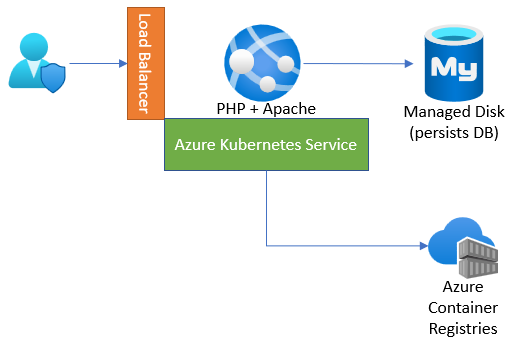 Load Balancer
PHP + Apache
My
Managed Disk
(persists DB)
Azure Kubernetes Service
Azure
Container
Registries